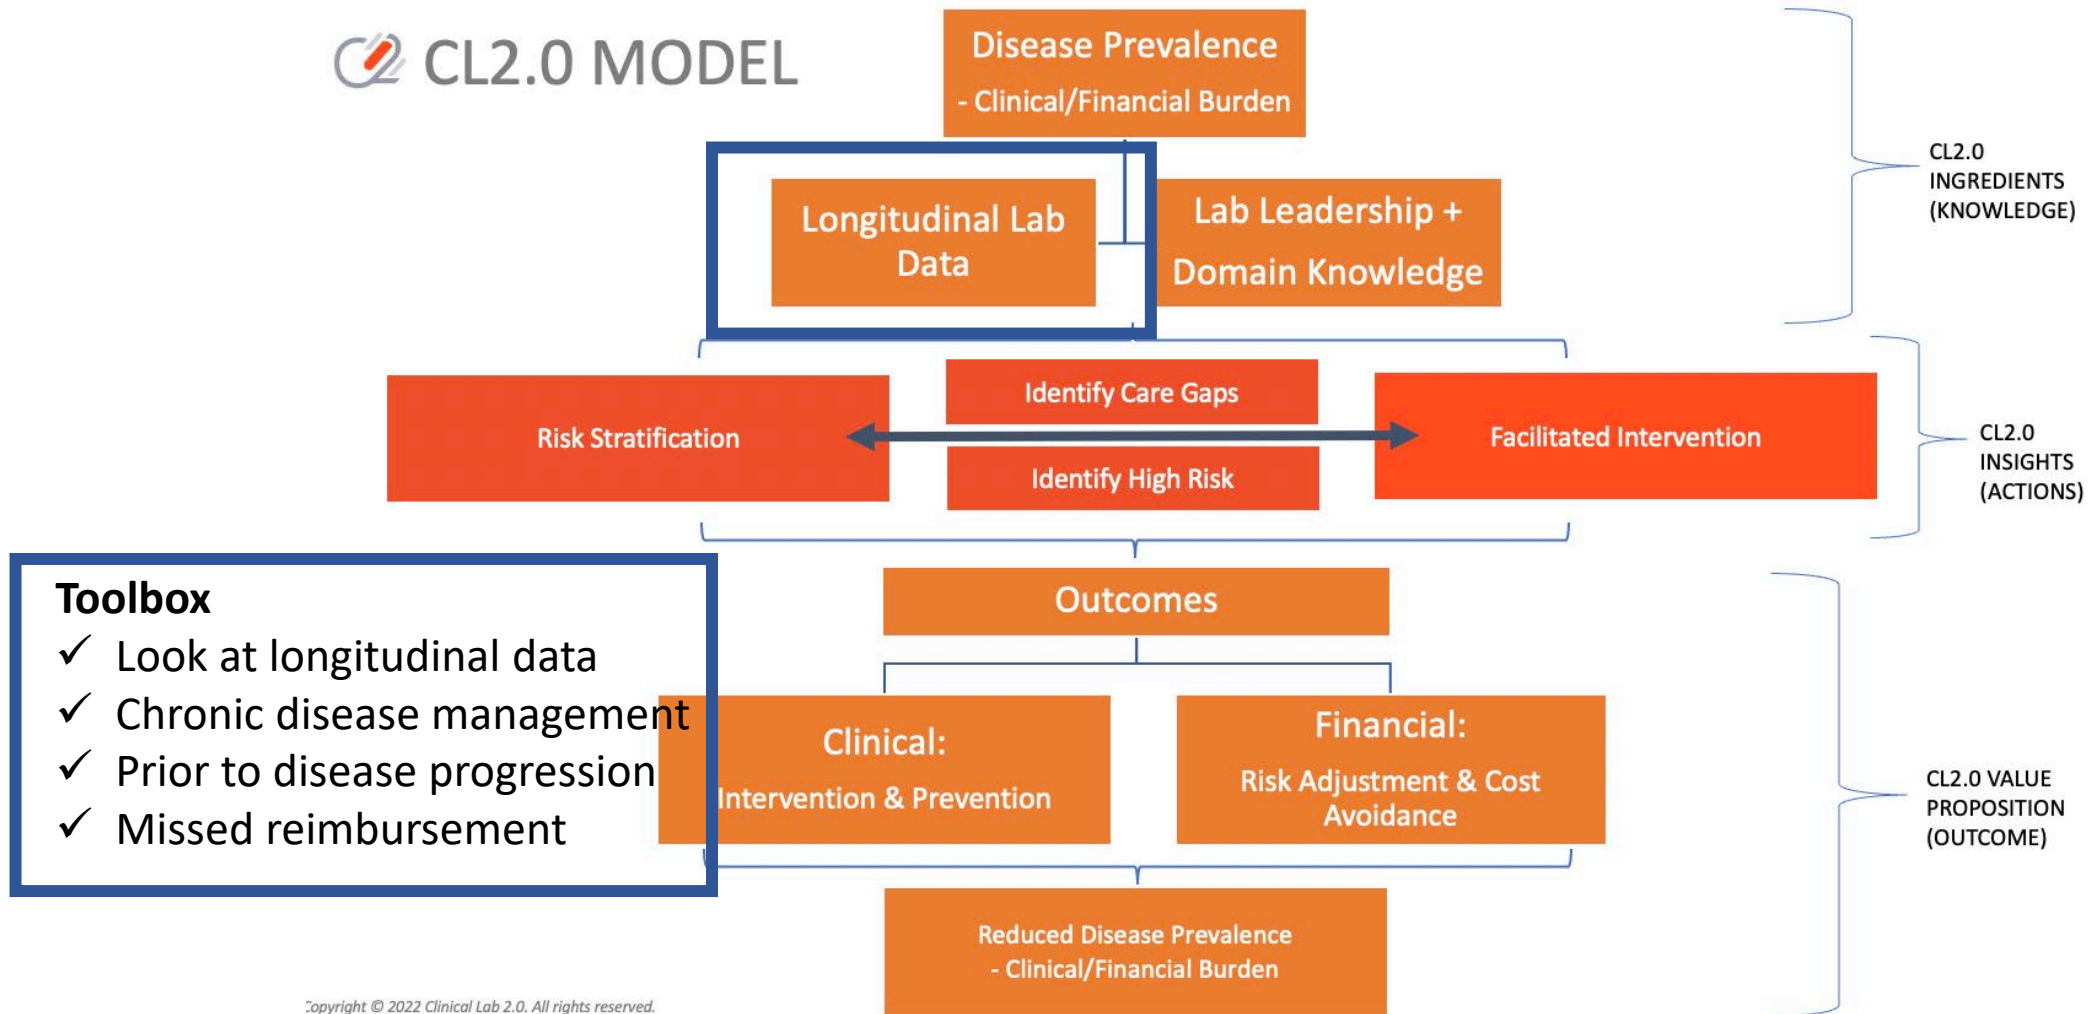 CL2.0 MODEL
Disease Prevalence
- Clinical/Financial Burden
Longitudinal Lab
Data
Lab Leadership +
Domain Knowledge
CL2.0
INGREDIENTS
(KNOWLEDGE)
Risk Stratification
Identify Care Gaps
Identify High Risk
Facilitated Intervention
CL2.0
INSIGHTS
(ACTIONS)
Toolbox
✓ Look at longitudinal data
✓ Chronic disease management
✓ Prior to disease progression
✓ Missed reimbursement
Outcomes
Clinical:
Intervention & Prevention
Financial:
Risk Adjustment & Cost
Avoidance
CL2.0 VALUE
PROPOSITION
(OUTCOME)
Reduced Disease Prevalence
- Clinical/Financial Burden
Copyright © 2022 Clinical Lab 2.0. All rights reserved.